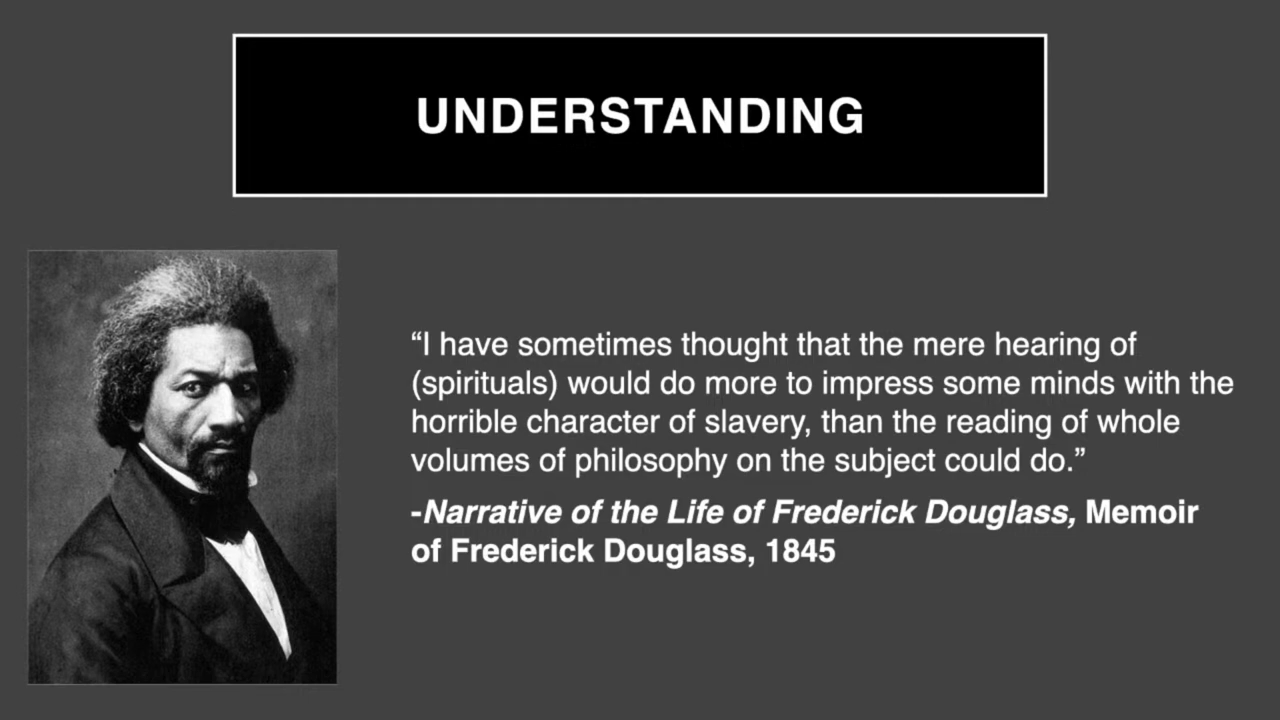 UNDERSTANDING
“I have sometimes thought that the mere hearing of
(spirituals) would do more to impress some minds with the
horrible character of slavery, than the reading of whole
volumes of philosophy on the subject could do.”
-Narrative of the Life of Frederick Douglass, Memoir
of Frederick Douglass, 1845